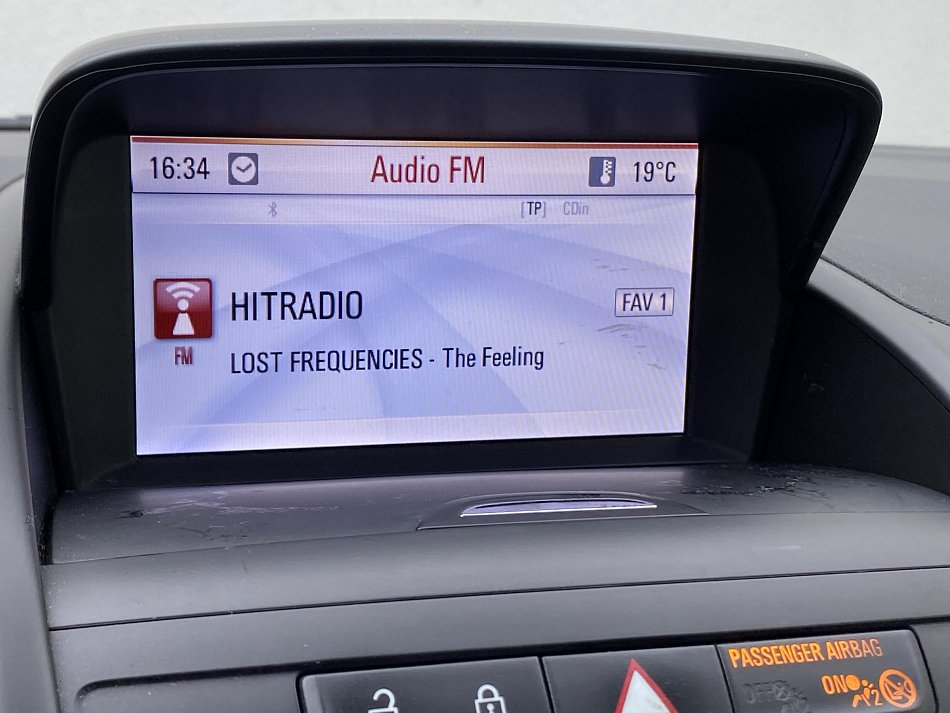 16:34 Audio FM 19°C
[TP] CDin
HITRADIO FAV 1
FM
LOST FREQUENCIES - The Feeling
PASSENGER AIRBAG
OFF ON 2